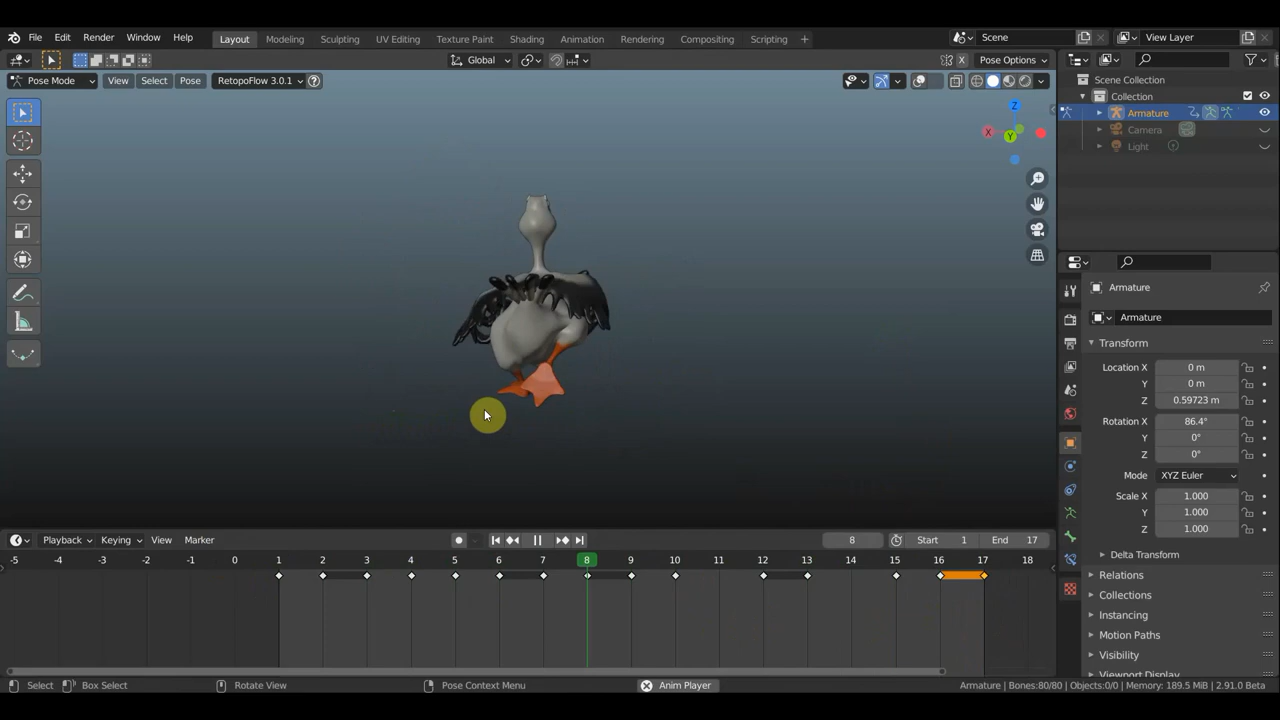 File Edit Render Window Help Layout Modeling Sculpting UV Editing Texture Paint Shading Animation Rendering Compositing Scripting + Scene View Layer
Global Pose Options
Pose Mode View Select Pose RetopoFlow 3.0.1
Scene Collection
Collection
Armature
Camera
Light
Z
X
Y
Armature
Armature
Transform
Location X 0 m
Y 0 m
Z 0.59723 m
Rotation X 86.4°
Y 0°
Z 0°
Mode XYZ Euler
Scale X 1.000
Y 1.000
Z 1.000
Delta Transform
Relations
Collections
Instancing
Motion Paths
Visibility
Viewport Display
Playback Keying View Marker 8 Start 1 End 17
-5 -4 -3 -2 -1 0 1 2 3 4 5 6 7 8 9 10 11 12 13 14 15 16 17 18
Select Box Select Rotate View Pose Context Menu Anim Player Armature | Bones:80/80 | Objects:0/0 | Memory: 189.5 MiB | 2.91.0 Beta